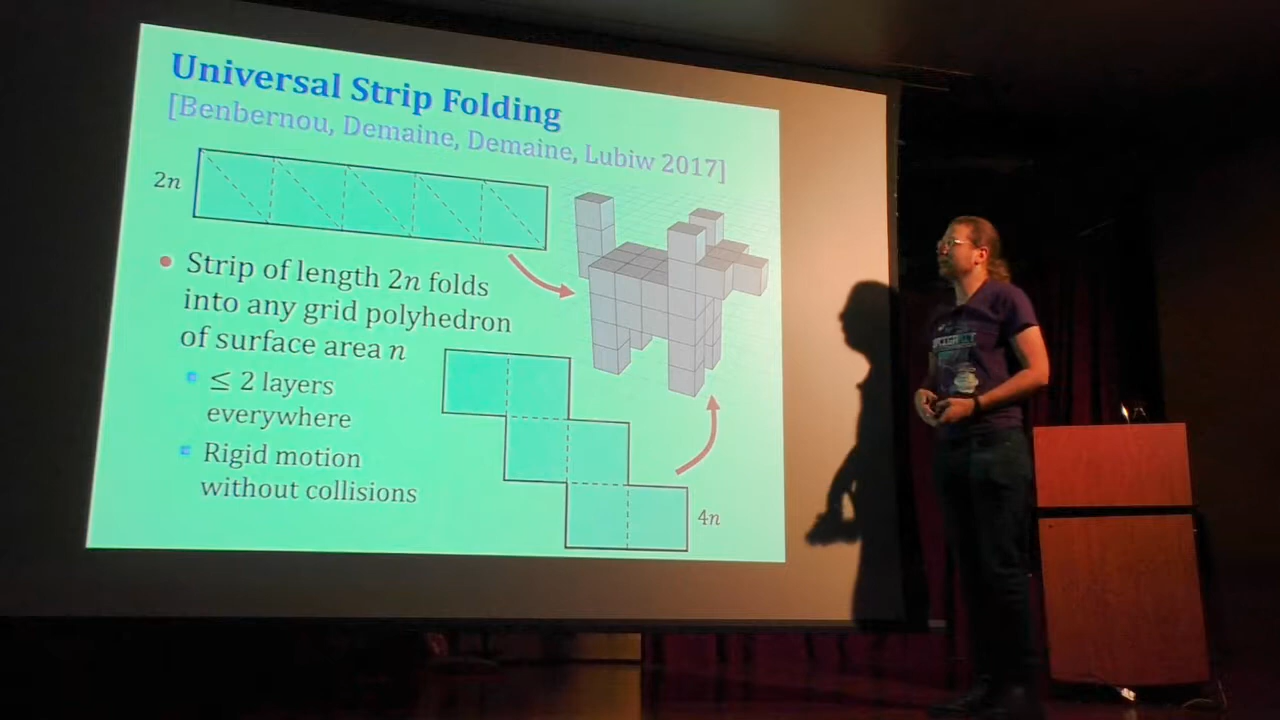 Universal Strip Folding
[Benbernou, Demaine, Demaine, Lubiw 2017]
2n
Strip of length 2n folds
into any grid polyhedron
of surface area n
≤ 2 layers
everywhere
Rigid motion
without collisions
4n